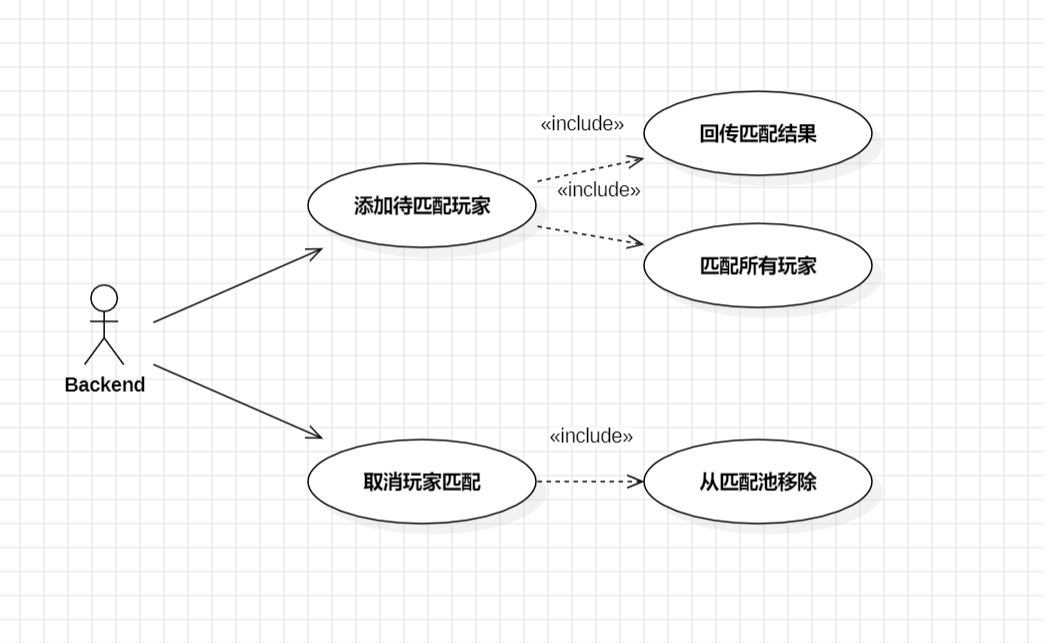 «include»
回传匹配结果
«include»
添加待匹配玩家
匹配所有玩家
Backend
«include»
取消玩家匹配
从匹配池移除